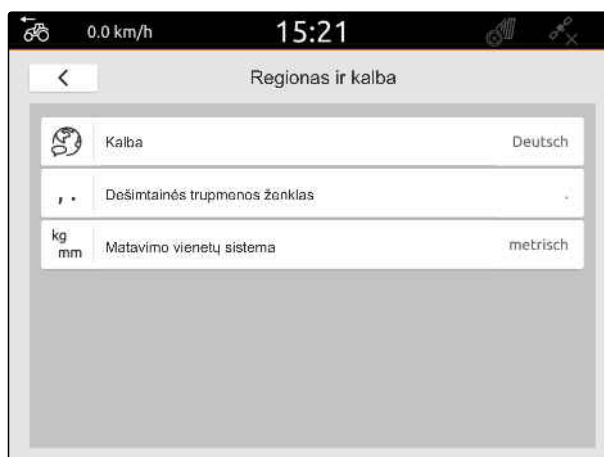 0.0 km/h 15:21
Regionas ir kalba
Kalba Deutsch
, . Dešimtainės trupmenos ženklas .
kg
mm Matavimo vienetų sistema metrisch